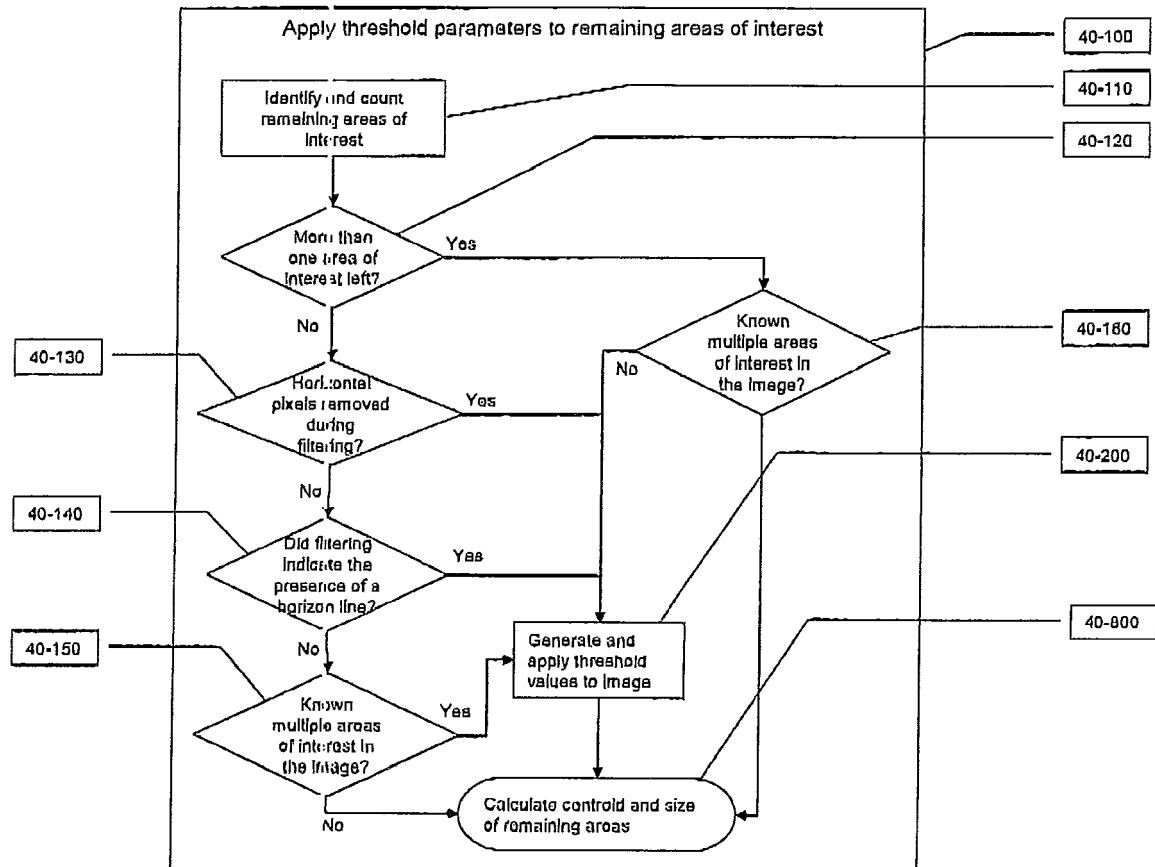 Apply threshold parameters to remaining areas of interest
40-100
Identify and count
remaining areas of
interest
40-110
40-120
More than
one area of
interest left?
Yes
No
Known
multiple areas
of interest in
the image?
40-160
No
40-130
Horizontal
pixels removed
during
filtering?
Yes
No
40-200
40-140
Did filtering
indicate the
presence of a
horizon line?
Yes
No
40-800
40-150
Generate and
apply threshold
values to image
Known
multiple areas
of interest in
the image?
Yes
No
Calculate centroid and size
of remaining areas